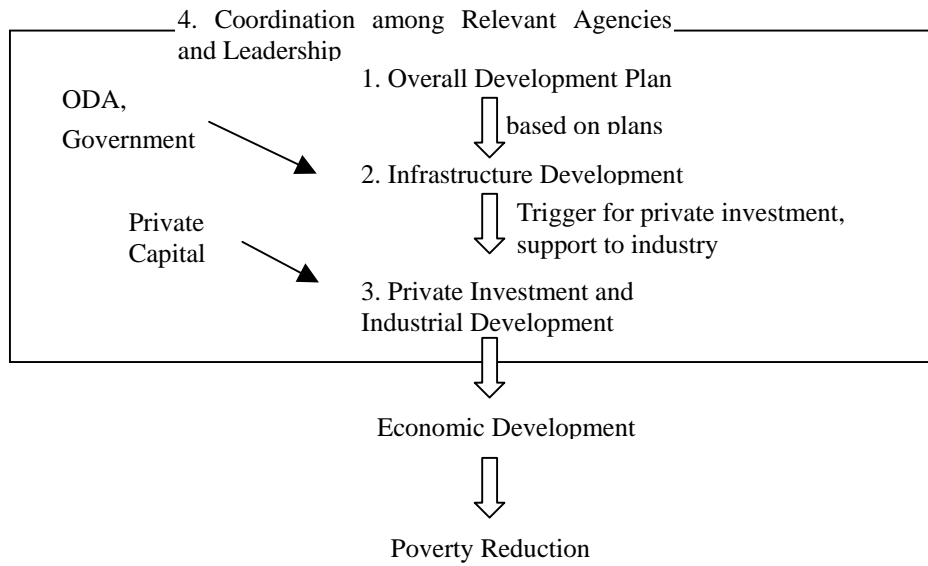 4. Coordination among Relevant Agencies
and Leadership
1. Overall Development Plan
ODA,
Government
based on plans
2. Infrastructure Development
Private
Capital
Trigger for private investment,
support to industry
3. Private Investment and
Industrial Development
Economic Development
Poverty Reduction